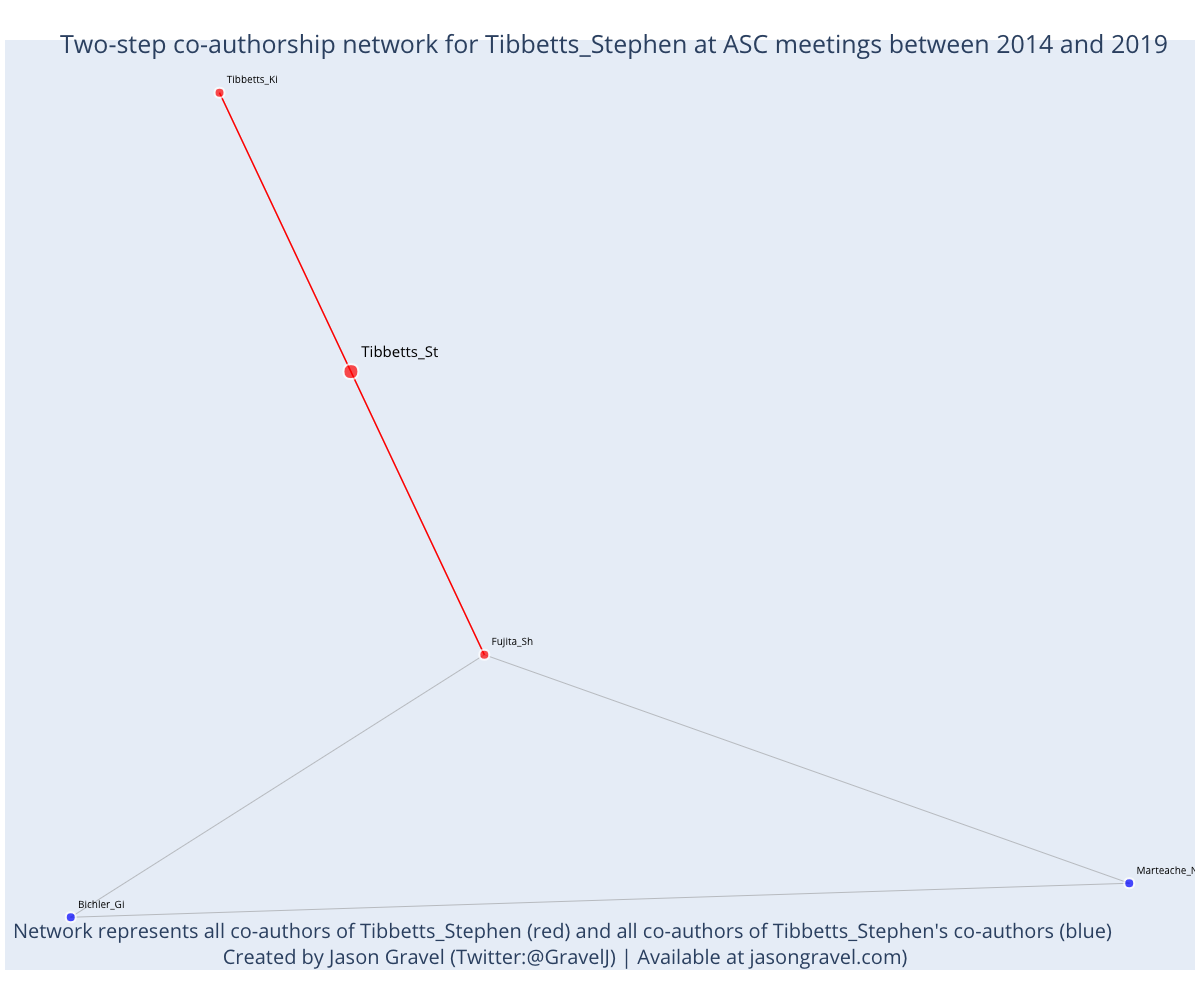 Two-step co-authorship network for Tibbetts_Stephen at ASC meetings between 2014 and 2019
Tibbetts_Ki
Tibbetts_St
Fujita_Sh
Marteache_N
Bichler_Gi
Network represents all co-authors of Tibbetts_Stephen (red) and all co-authors of Tibbetts_Stephen's co-authors (blue)
Created by Jason Gravel (Twitter:@GravelJ) | Available at jasongravel.com)